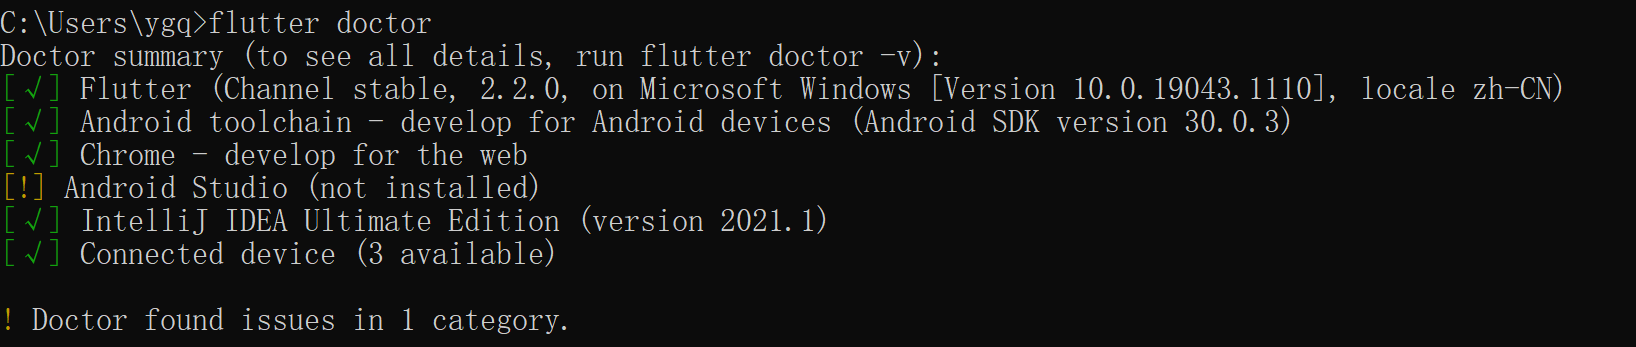 C:\Users\ygq>flutter doctor
Doctor summary (to see all details, run flutter doctor -v):
[√] Flutter (Channel stable, 2.2.0, on Microsoft Windows [Version 10.0.19043.1110], locale zh-CN)
[√] Android toolchain - develop for Android devices (Android SDK version 30.0.3)
[√] Chrome - develop for the web
[!] Android Studio (not installed)
[√] IntelliJ IDEA Ultimate Edition (version 2021.1)
[√] Connected device (3 available)
! Doctor found issues in 1 category.